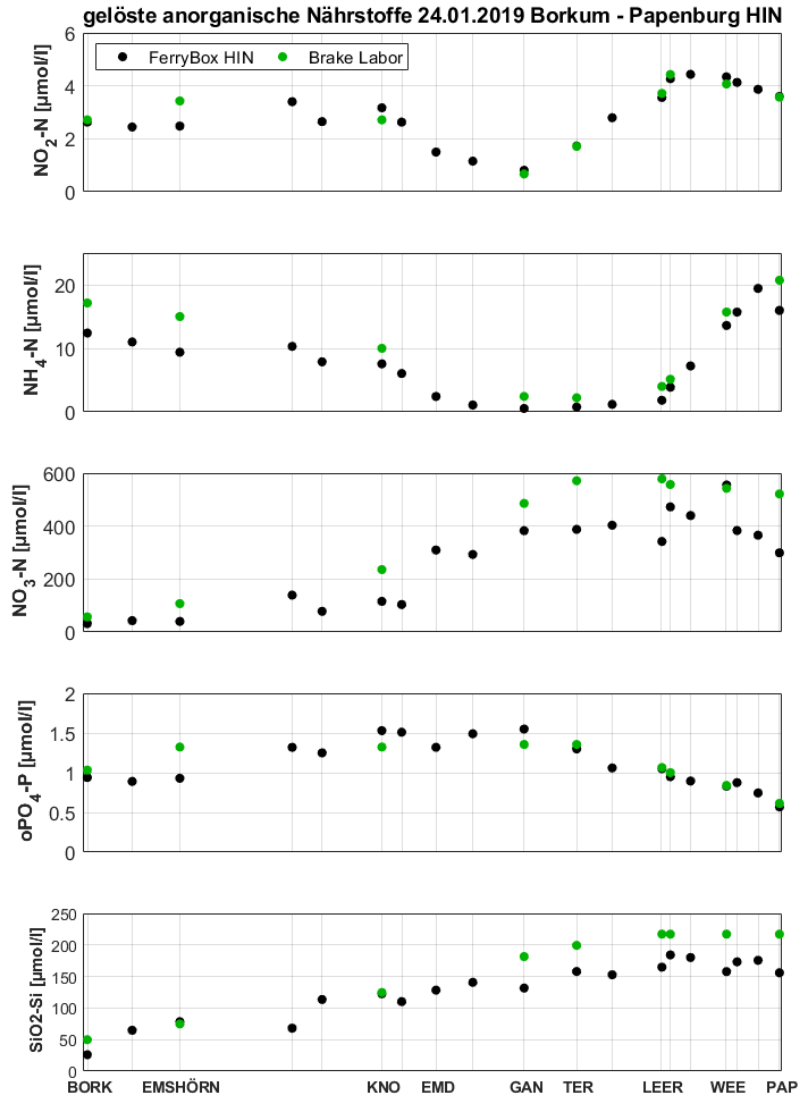 gelöste anorganische Nährstoffe 24.01.2019 Borkum - Papenburg HIN
FerryBox HIN
Brake Labor
NO2-N [µmol/l]
6
4
2
0
NH4-N [µmol/l]
20
10
0
NO3-N [µmol/l]
600
400
200
0
oPO4-P [µmol/l]
2
1.5
1
0.5
0
SiO2-Si [µmol/l]
250
200
150
100
50
0
BORK EMSHÖRN KNO EMD GAN TER LEER WEE PAP